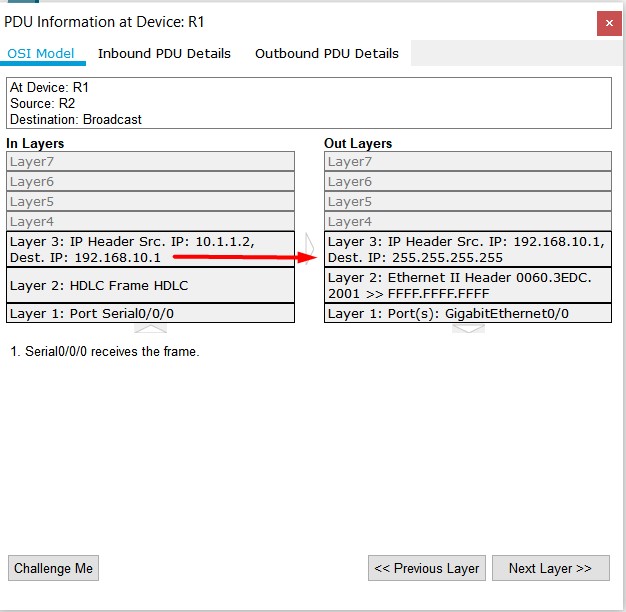 PDU Information at Device: R1
×
OSI Model
Inbound PDU Details
Outbound PDU Details
At Device: R1
Source: R2
Destination: Broadcast
In Layers
Layer7
Layer6
Layer5
Layer4
Layer 3: IP Header Src. IP: 10.1.1.2,
Dest. IP: 192.168.10.1
Layer 2: HDLC Frame HDLC
Layer 1: Port Serial0/0/0
Out Layers
Layer7
Layer6
Layer5
Layer4
Layer 3: IP Header Src. IP: 192.168.10.1,
Dest. IP: 255.255.255.255
Layer 2: Ethernet II Header 0060.3EDC.
2001 >> FFFF.FFFF.FFFF
Layer 1: Port(s): GigabitEthernet0/0
1. Serial0/0/0 receives the frame.
Challenge Me
<< Previous Layer
Next Layer >>